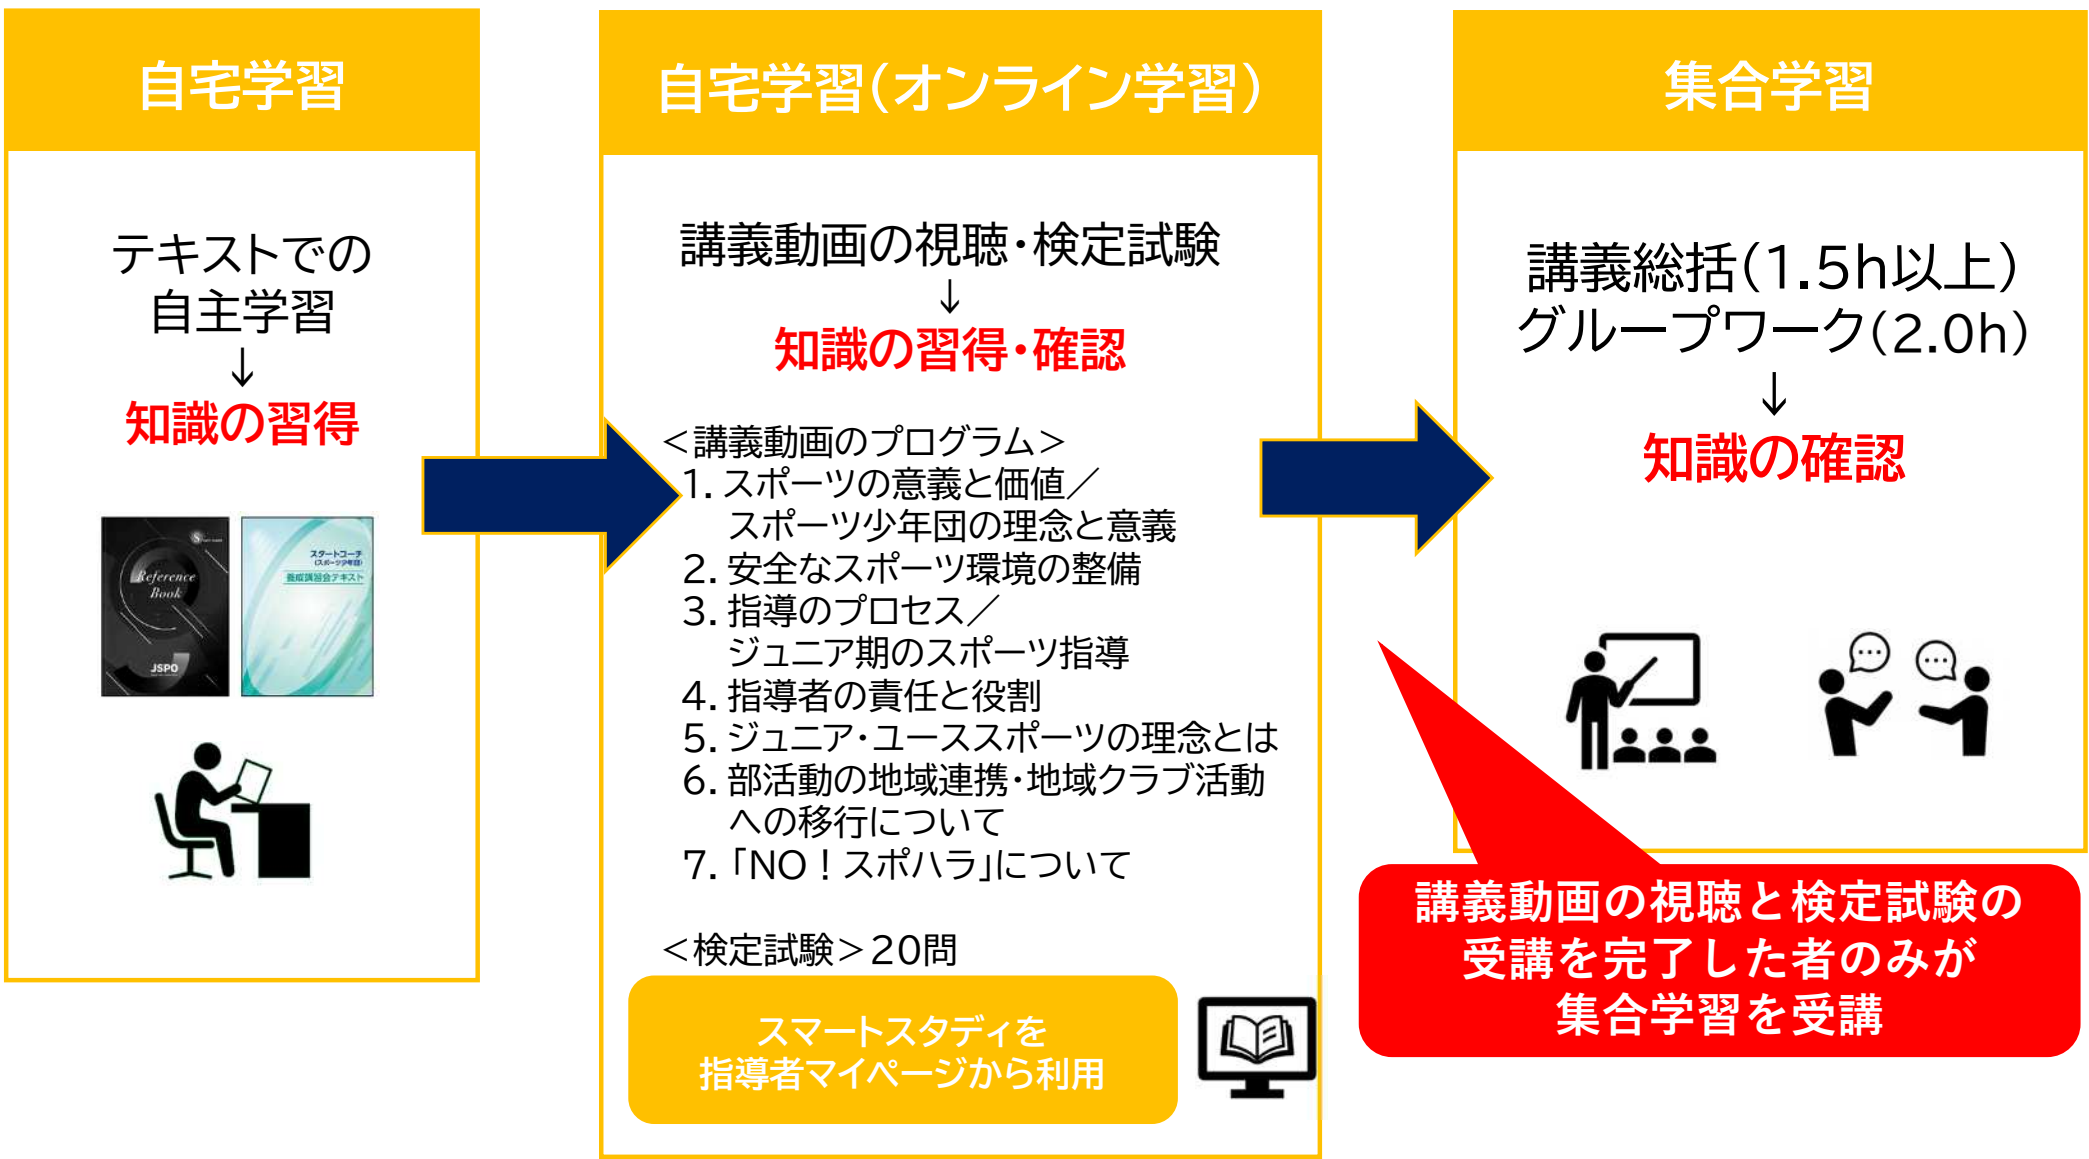 自宅学習
テキストでの
自主学習
↓
知識の習得
Reference
Book
JSPO
スタートコーチ
(スポーツ少年団)
養成講習会テキスト
自宅学習(オンライン学習)
講義動画の視聴・検定試験
↓
知識の習得・確認
＜講義動画のプログラム＞
1. スポーツの意義と価値／
スポーツ少年団の理念と意義
2. 安全なスポーツ環境の整備
3. 指導のプロセス／
ジュニア期のスポーツ指導
4. 指導者の責任と役割
5. ジュニア・ユーススポーツの理念とは
6. 部活動の地域連携・地域クラブ活動
への移行について
7. 「NO！スポハラ」について
＜検定試験＞20問
スマートスタディを
指導者マイページから利用
集合学習
講義総括(1.5h以上)
グループワーク(2.0h)
↓
知識の確認
講義動画の視聴と検定試験の
受講を完了した者のみが
集合学習を受講